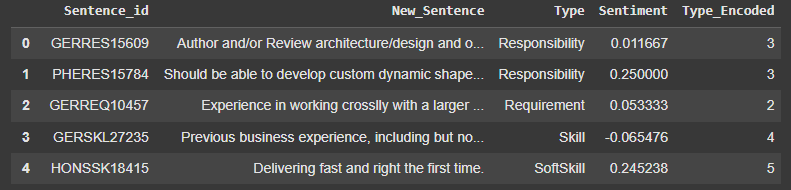 Sentence_id New_Sentence Type Sentiment Type_Encoded
0 GERRES15609 Author and/or Review architecture/design and o... Responsibility 0.011667 3
1 PHERES15784 Should be able to develop custom dynamic shape... Responsibility 0.250000 3
2 GERREQ10457 Experience in working crosslly with a larger ... Requirement 0.053333 2
3 GERSKL27235 Previous business experience, including but no... Skill -0.065476 4
4 HONSSK18415 Delivering fast and right the first time. SoftSkill 0.245238 5